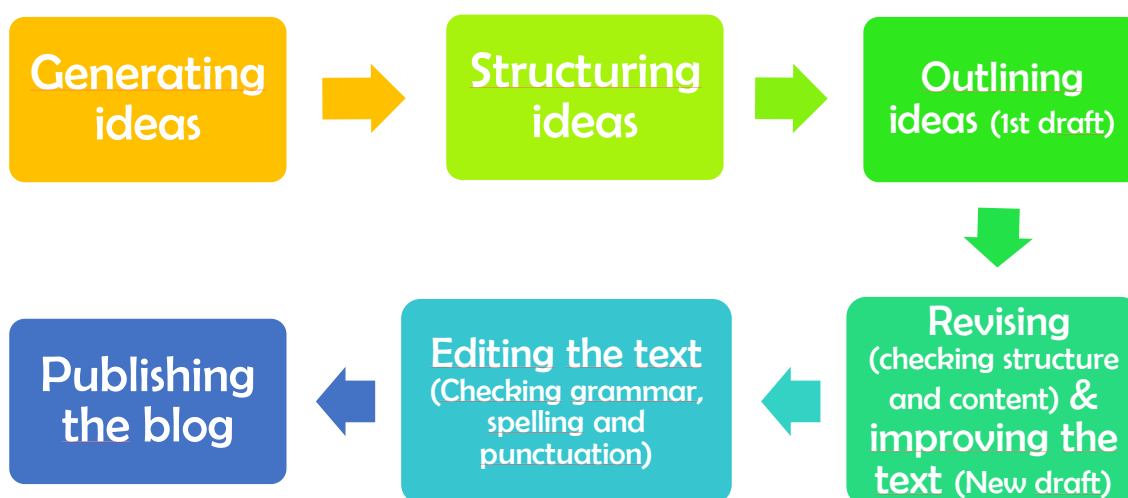 Generating
ideas
Structuring
ideas
Outlining
ideas (1st draft)
Revising
(checking structure
and content) &
improving the
text (New draft)
Editing the text
(Checking grammar,
spelling and
punctuation)
Publishing
the blog